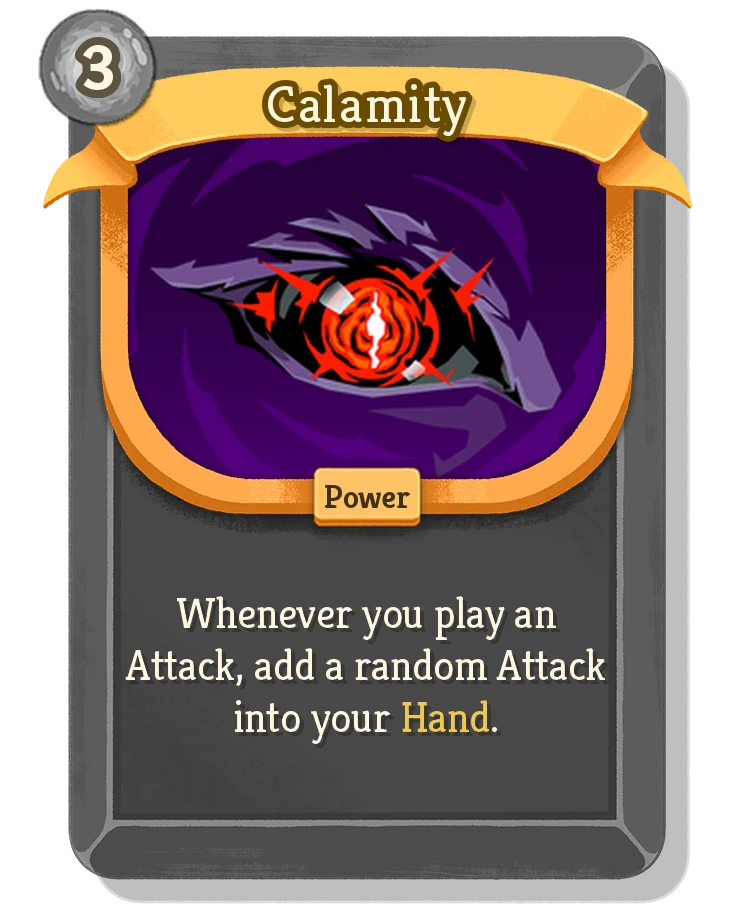 3
Calamity
Power
Whenever you play an
Attack, add a random Attack
into your Hand.